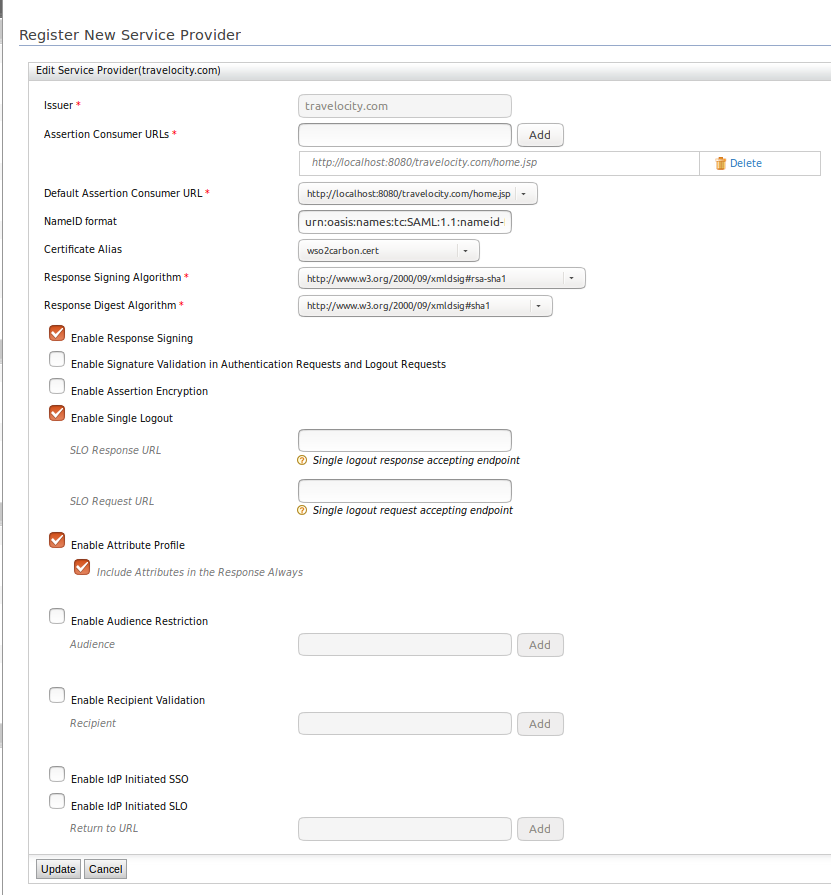 Register New Service Provider
Edit Service Provider(travelocity.com)
Issuer * travelocity.com
Assertion Consumer URLs * Add
http://localhost:8080/travelocity.com/home.jsp Delete
Default Assertion Consumer URL * http://localhost:8080/travelocity.com/home.jsp
NameID format urn:oasis:names:tc:SAML:1.1:nameid-
Certificate Alias wso2carbon.cert
Response Signing Algorithm * http://www.w3.org/2000/09/xmldsig#rsa-sha1
Response Digest Algorithm * http://www.w3.org/2000/09/xmldsig#sha1
Enable Response Signing
Enable Signature Validation in Authentication Requests and Logout Requests
Enable Assertion Encryption
Enable Single Logout
SLO Response URL
? Single logout response accepting endpoint
SLO Request URL
? Single logout request accepting endpoint
Enable Attribute Profile
Include Attributes in the Response Always
Enable Audience Restriction
Audience Add
Enable Recipient Validation
Recipient Add
Enable IdP Initiated SSO
Enable IdP Initiated SLO
Return to URL Add
Update Cancel